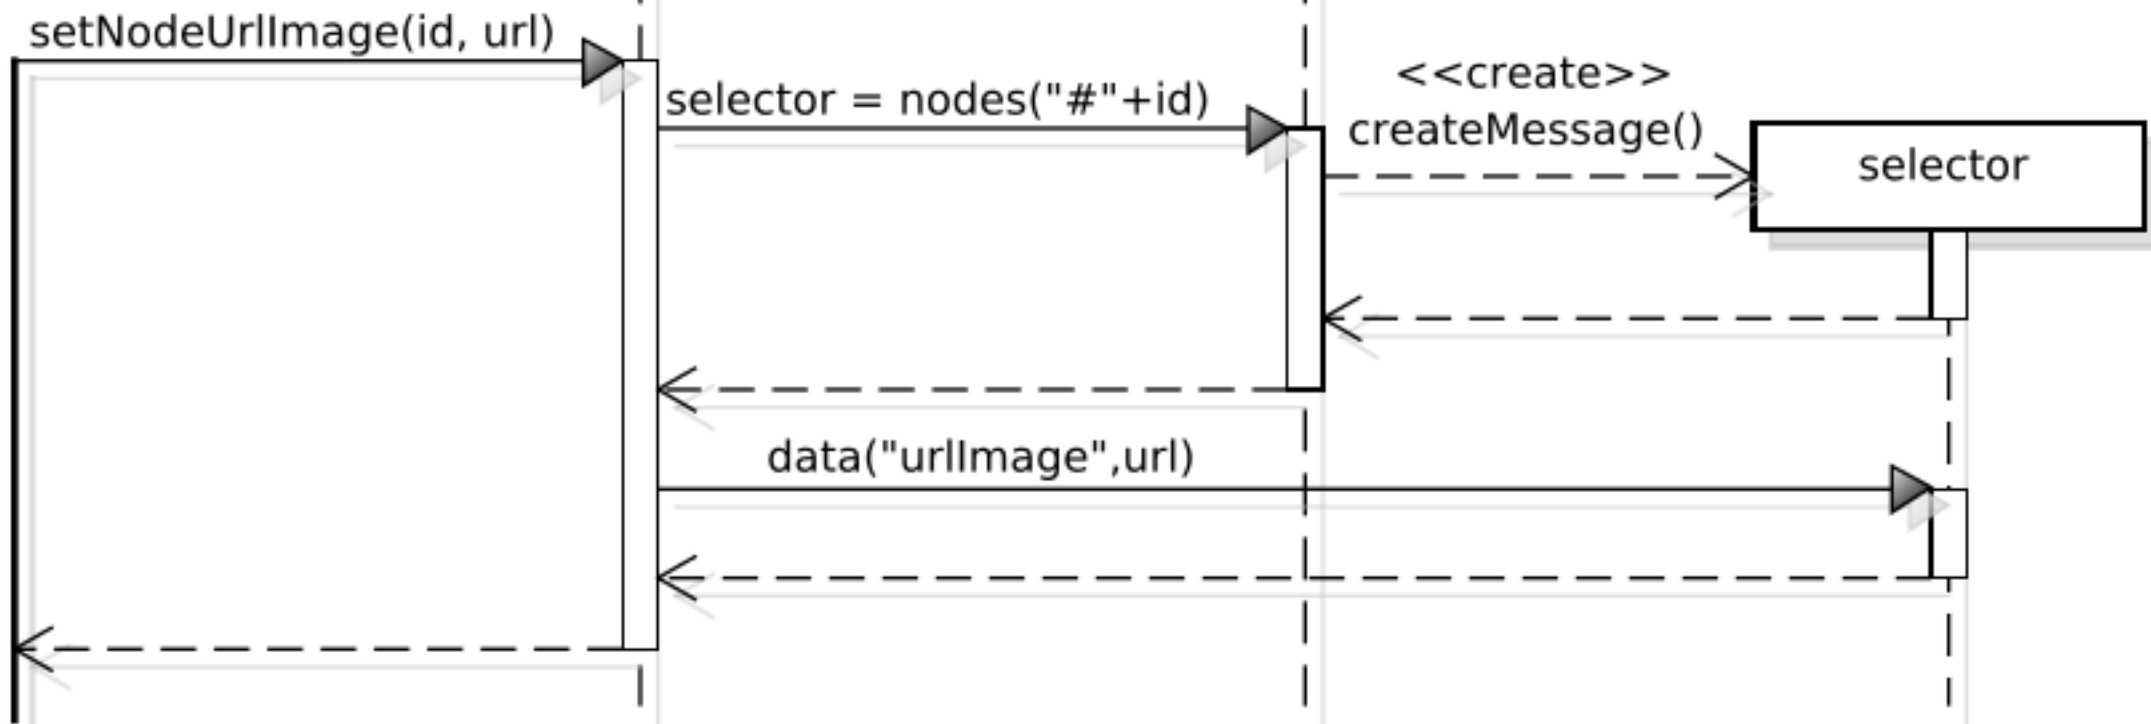 setNodeUrlImage(id, url)
selector = nodes("#"+id)
<<create>>
createMessage()
selector
data("urlImage",url)